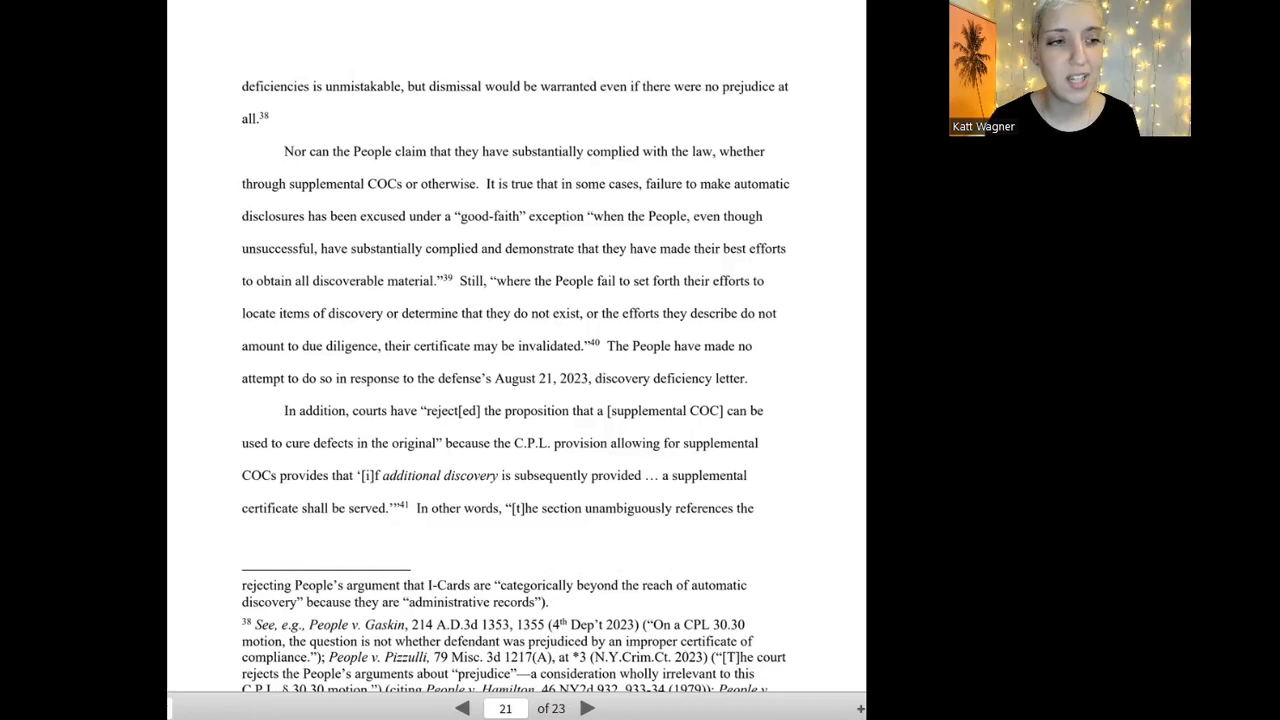 deficiencies is unmistakable, but dismissal would be warranted even if there were no prejudice at
all.38
Nor can the People claim that they have substantially complied with the law, whether
through supplemental COCs or otherwise.  It is true that in some cases, failure to make automatic
disclosures has been excused under a “good-faith” exception “when the People, even though
unsuccessful, have substantially complied and demonstrate that they have made their best efforts
to obtain all discoverable material.”39  Still, “where the People fail to set forth their efforts to
locate items of discovery or determine that they do not exist, or the efforts they describe do not
amount to due diligence, their certificate may be invalidated.”40  The People have made no
attempt to do so in response to the defense’s August 21, 2023, discovery deficiency letter.
In addition, courts have “reject[ed] the proposition that a [supplemental COC] can be
used to cure defects in the original” because the C.P.L. provision allowing for supplemental
COCs provides that ‘[i]f additional discovery is subsequently provided … a supplemental
certificate shall be served.’”41  In other words, “[t]he section unambiguously references the
rejecting People’s argument that I-Cards are “categorically beyond the reach of automatic
discovery” because they are “administrative records”).
38 See, e.g., People v. Gaskin, 214 A.D.3d 1353, 1355 (4th Dep’t 2023) (“On a CPL 30.30
motion, the question is not whether defendant was prejudiced by an improper certificate of
compliance.”); People v. Pizzulli, 79 Misc. 3d 1217(A), at *3 (N.Y.Crim.Ct. 2023) (“[T]he court
rejects the People’s arguments about “prejudice”—a consideration wholly irrelevant to this
C.P.L. § 30.30 motion.”) (citing People v. Hamilton, 46 NY2d 932, 933-34 (1979)); People v.
21 of 23
Katt Wagner